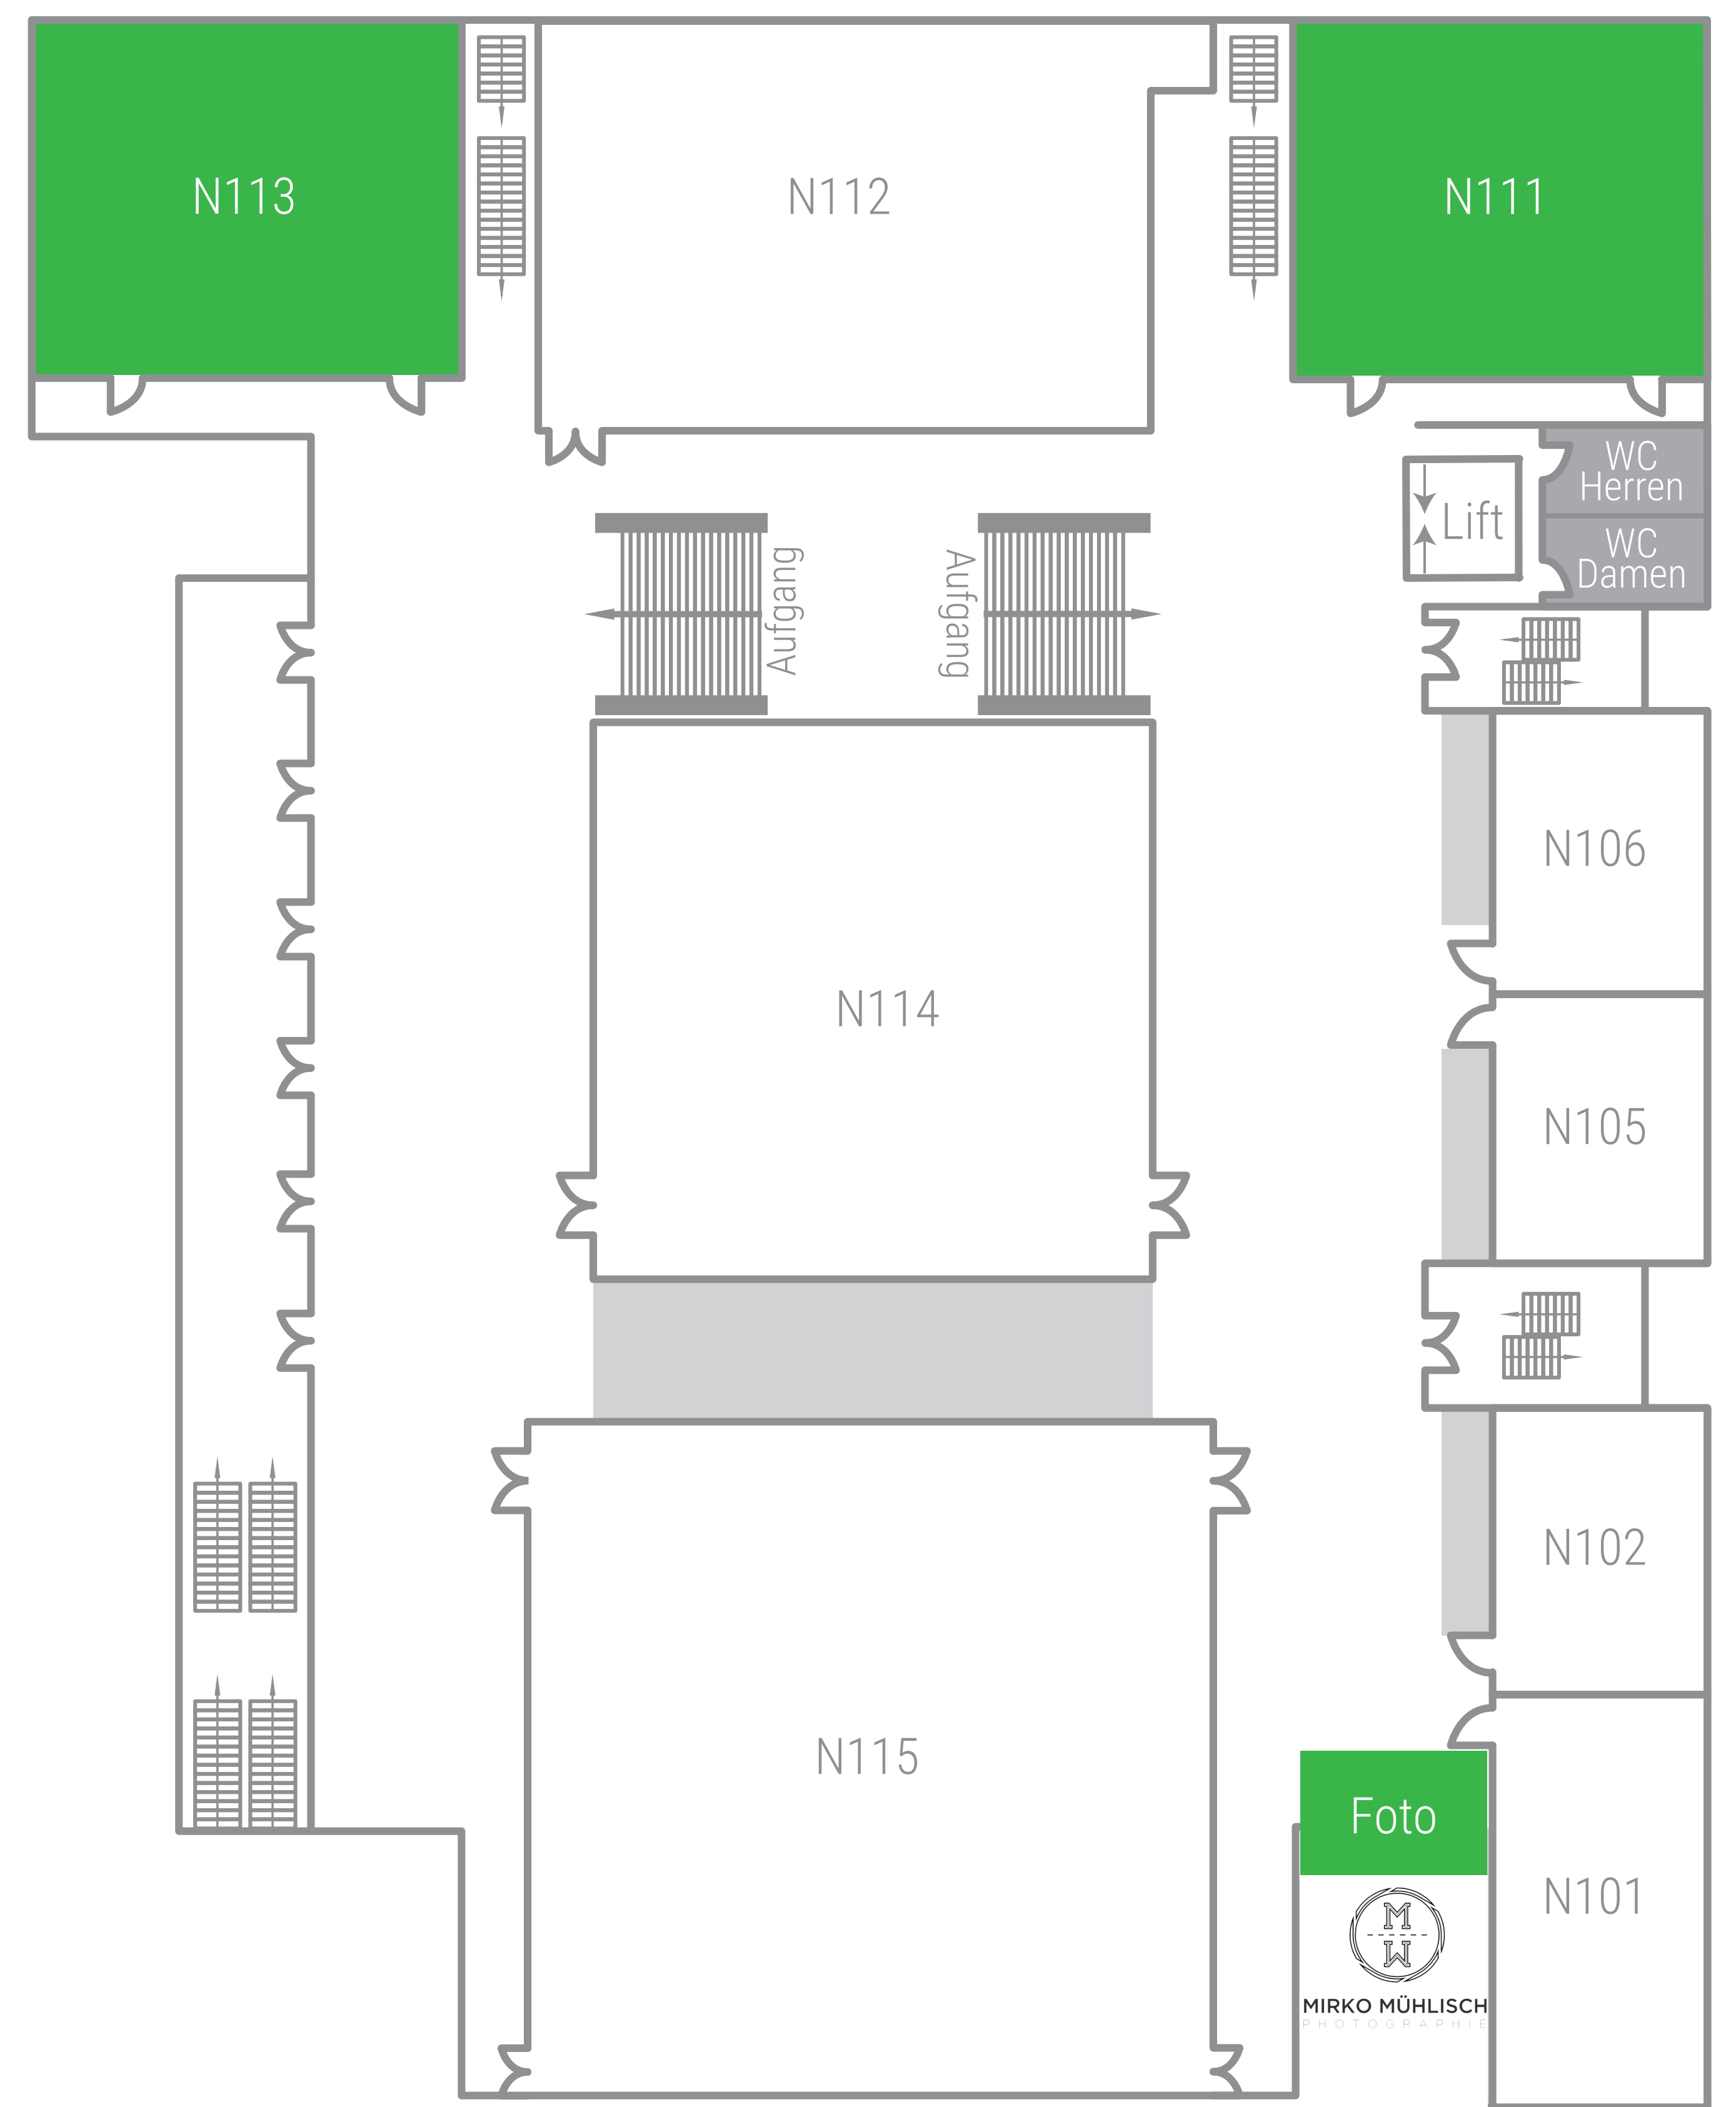 N113
N112
N111
WC
Herren
Lift
WC
Damen
Aufgang
Aufgang
N106
N114
N105
N102
N115
Foto
N101
M
M
MIRKO MÜHLISCH
PHOTOGRAPHIE